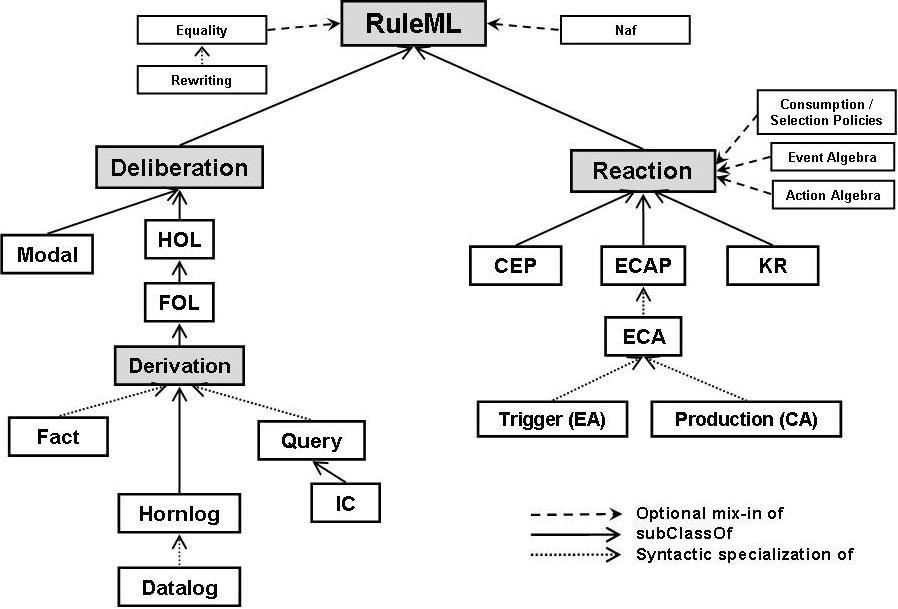 RuleML
Equality
Naf
Rewriting
Consumption /
Selection Policies
Deliberation
Reaction
Event Algebra
Action Algebra
Modal
HOL
CEP
ECAP
KR
FOL
ECA
Derivation
Fact
Query
Trigger (EA)
Production (CA)
Hornlog
IC
Optional mix-in of
subClassOf
Syntactic specialization of
Datalog